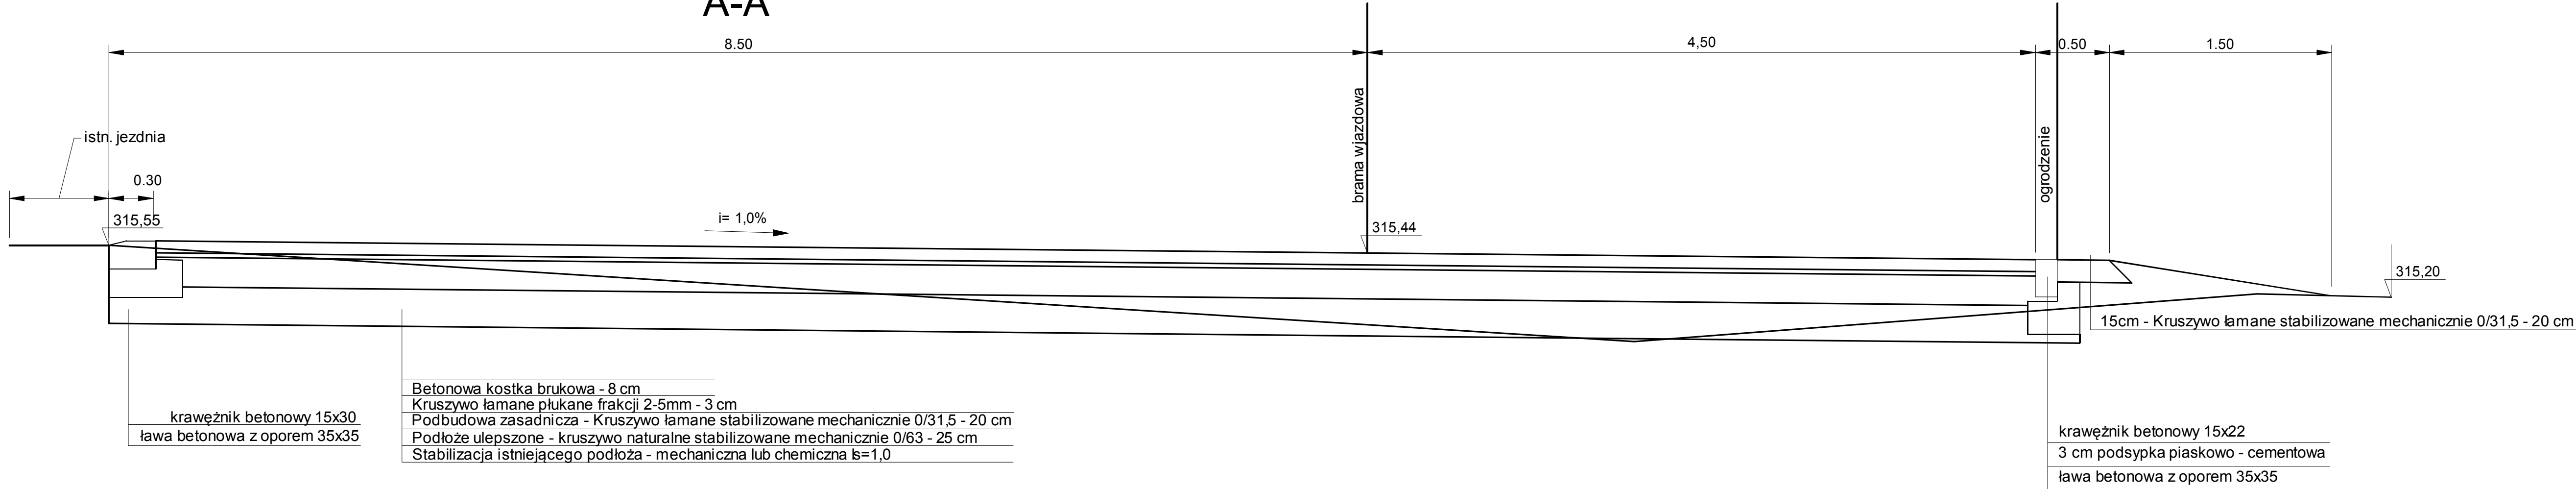 A-A
8.50
4,50
0.50
1.50
brama wjazdowa
ogrodzenie
istn. jezdnia
0.30
315,55
i= 1,0%
315,44
315,20
15cm - Kruszywo łamane stabilizowane mechanicznie 0/31,5 - 20 cm
Betonowa kostka brukowa - 8 cm
Kruszywo łamane płukane frakcji 2-5mm - 3 cm
Podbudowa zasadnicza - Kruszywo łamane stabilizowane mechanicznie 0/31,5 - 20 cm
Podłoże ulepszone - kruszywo naturalne stabilizowane mechanicznie 0/63 - 25 cm
Stabilizacja istniejącego podłoża - mechaniczna lub chemiczna Is=1,0
krawężnik betonowy 15x30
ława betonowa z oporem 35x35
krawężnik betonowy 15x22
3 cm podsypka piaskowo - cementowa
ława betonowa z oporem 35x35